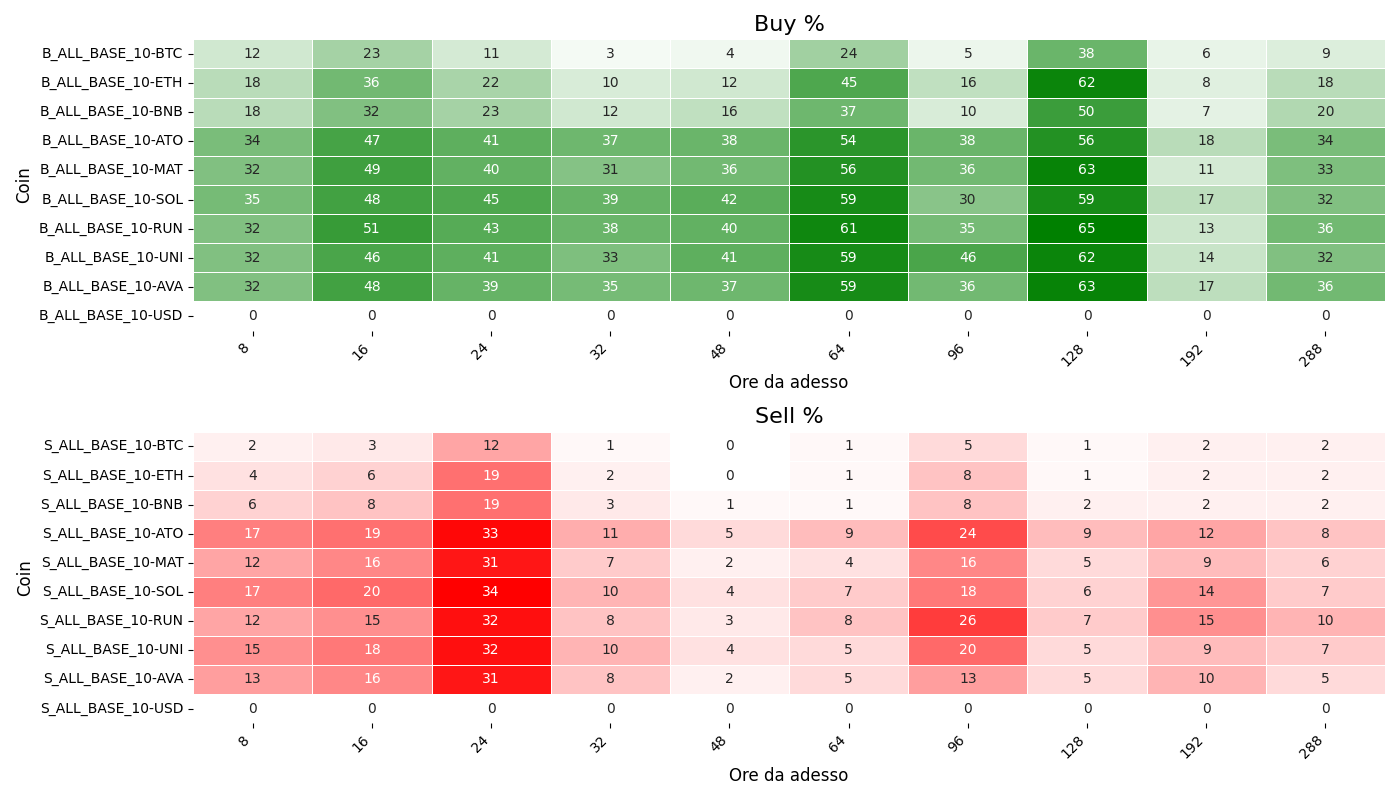 Buy %
Coin
B_ALL_BASE_10-BTC 12 23 11 3 4 24 5 38 6 9
B_ALL_BASE_10-ETH 18 36 22 10 12 45 16 62 8 18
B_ALL_BASE_10-BNB 18 32 23 12 16 37 10 50 7 20
B_ALL_BASE_10-ATO 34 47 41 37 38 54 38 56 18 34
B_ALL_BASE_10-MAT 32 49 40 31 36 56 36 63 11 33
B_ALL_BASE_10-SOL 35 48 45 39 42 59 30 59 17 32
B_ALL_BASE_10-RUN 32 51 43 38 40 61 35 65 13 36
B_ALL_BASE_10-UNI 32 46 41 33 41 59 46 62 14 32
B_ALL_BASE_10-AVA 32 48 39 35 37 59 36 63 17 36
B_ALL_BASE_10-USD 0 0 0 0 0 0 0 0 0 0
8 16 24 32 48 64 96 128 192 288
Ore da adesso
Sell %
Coin
S_ALL_BASE_10-BTC 2 3 12 1 0 1 5 1 2 2
S_ALL_BASE_10-ETH 4 6 19 2 0 1 8 1 2 2
S_ALL_BASE_10-BNB 6 8 19 3 1 1 8 2 2 2
S_ALL_BASE_10-ATO 17 19 33 11 5 9 24 9 12 8
S_ALL_BASE_10-MAT 12 16 31 7 2 4 16 5 9 6
S_ALL_BASE_10-SOL 17 20 34 10 4 7 18 6 14 7
S_ALL_BASE_10-RUN 12 15 32 8 3 8 26 7 15 10
S_ALL_BASE_10-UNI 15 18 32 10 4 5 20 5 9 7
S_ALL_BASE_10-AVA 13 16 31 8 2 5 13 5 10 5
S_ALL_BASE_10-USD 0 0 0 0 0 0 0 0 0 0
8 16 24 32 48 64 96 128 192 288
Ore da adesso